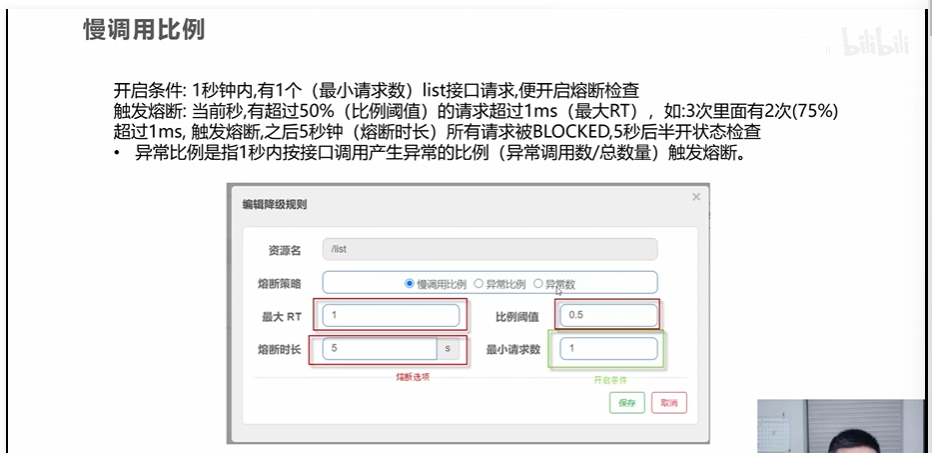 慢调用比例
bilibili
开启条件: 1秒钟内,有1个（最小请求数）list接口请求,便开启熔断检查
触发熔断: 当前秒,有超过50%（比例阈值）的请求超过1ms（最大RT）, 如:3次里面有2次(75%)
超过1ms, 触发熔断,之后5秒钟（熔断时长）所有请求被BLOCKED,5秒后半开状态检查
• 异常比例是指1秒内按接口调用产生异常的比例（异常调用数/总数量）触发熔断。
编辑降级规则 ×
资源名 /list
熔断策略 慢调用比例 异常比例 异常数
最大 RT 1 比例阈值 0.5
熔断时长 5 s 最小请求数 1
熔断选项 开启条件
保存 取消